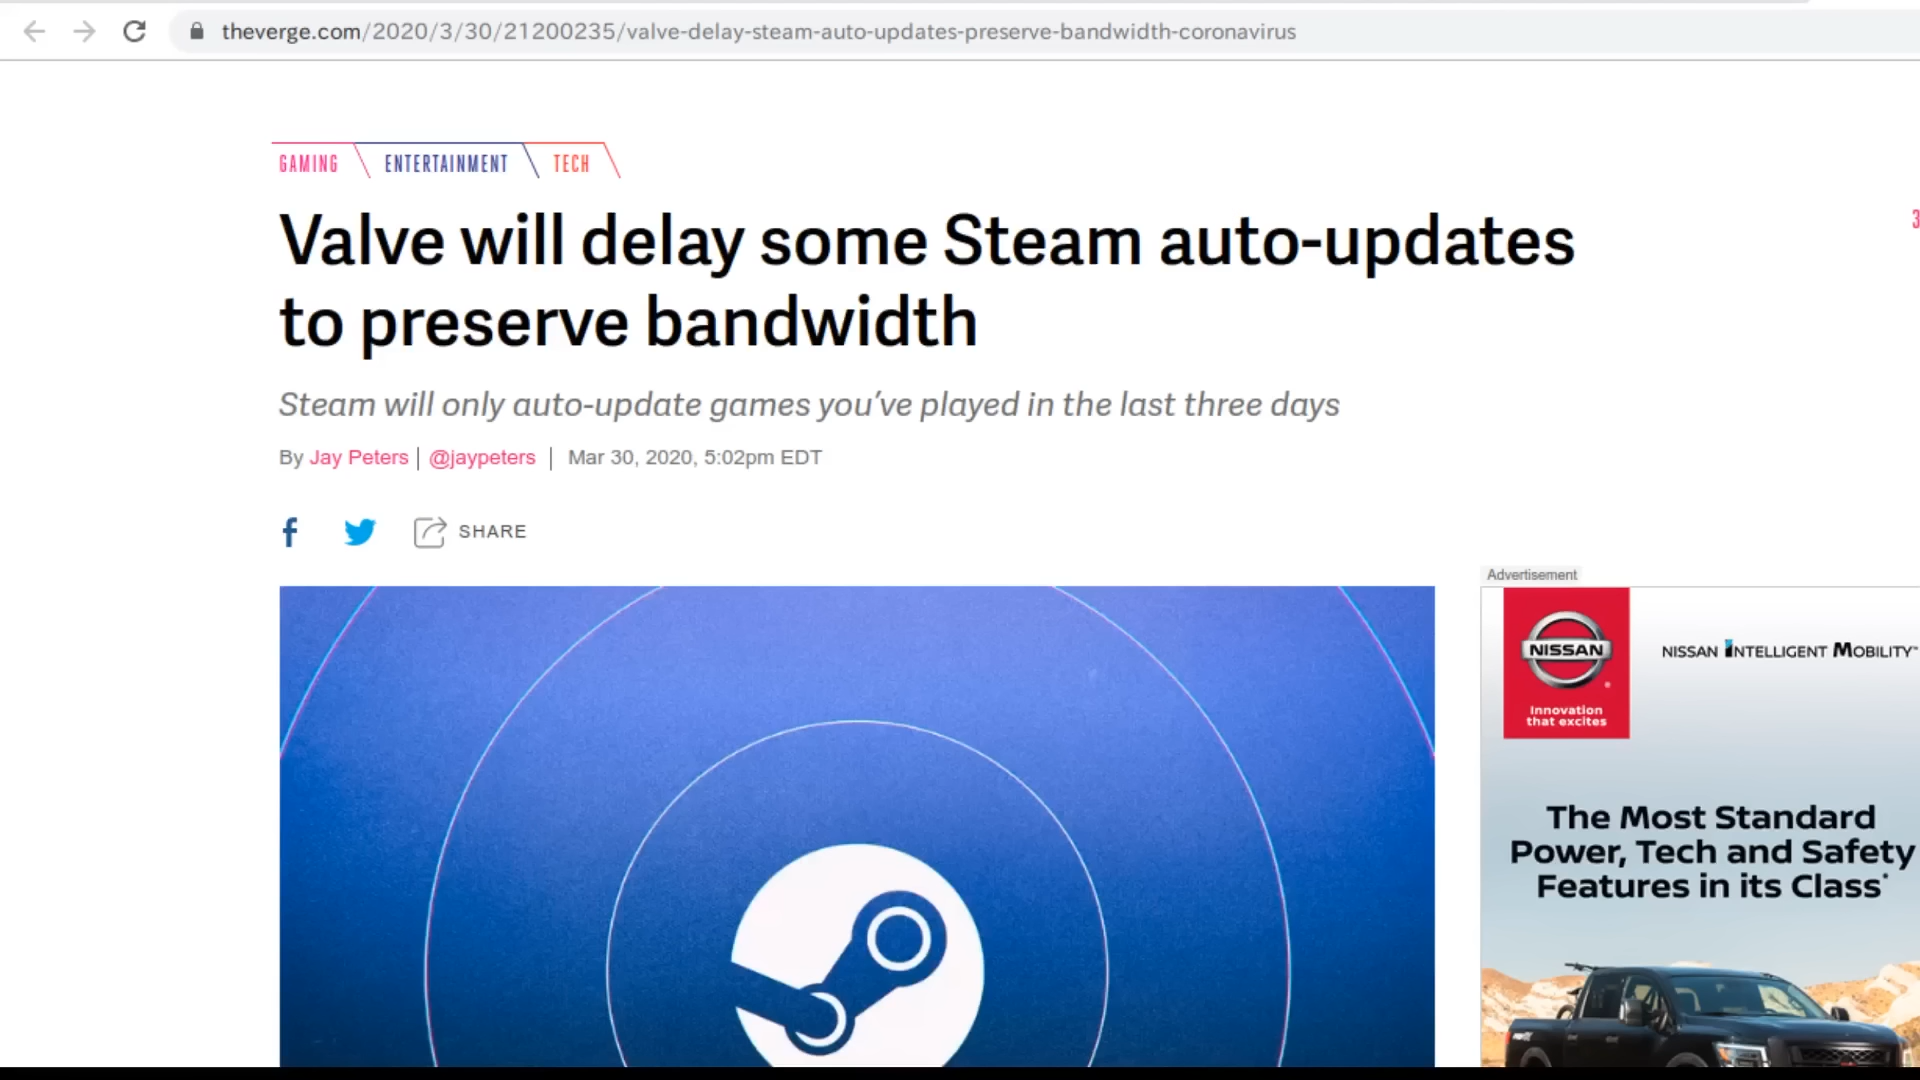 theverge.com/2020/3/30/21200235/valve-delay-steam-auto-updates-preserve-bandwidth-coronavirus
GAMING ENTERTAINMENT TECH
Valve will delay some Steam auto-updates
to preserve bandwidth
3
Steam will only auto-update games you’ve played in the last three days
By Jay Peters | @jaypeters | Mar 30, 2020, 5:02pm EDT
SHARE
Advertisement
NISSAN
Innovation
that excites
NISSAN INTELLIGENT MOBILITY™
The Most Standard
Power, Tech and Safety
Features in its Class*